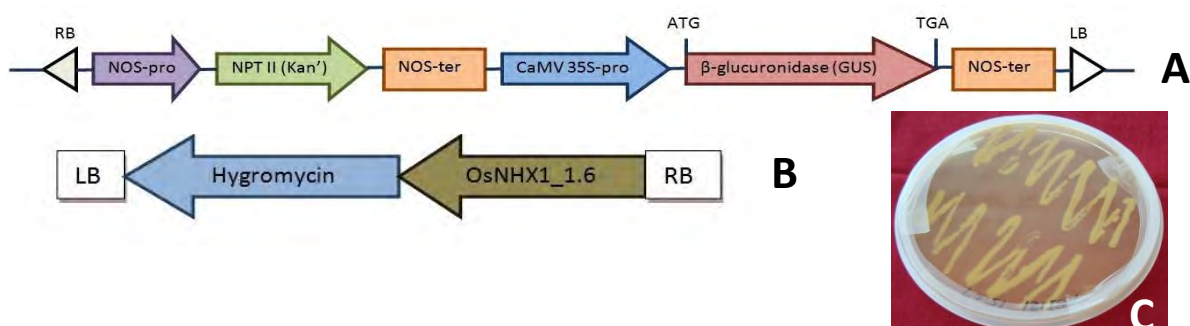 RB
NOS-pro
NPT II (Kan')
NOS-ter
CaMV 35S-pro
ATG
β-glucuronidase (GUS)
TGA
NOS-ter
LB
A
LB
Hygromycin
OsNHX1_1.6
RB
B
C